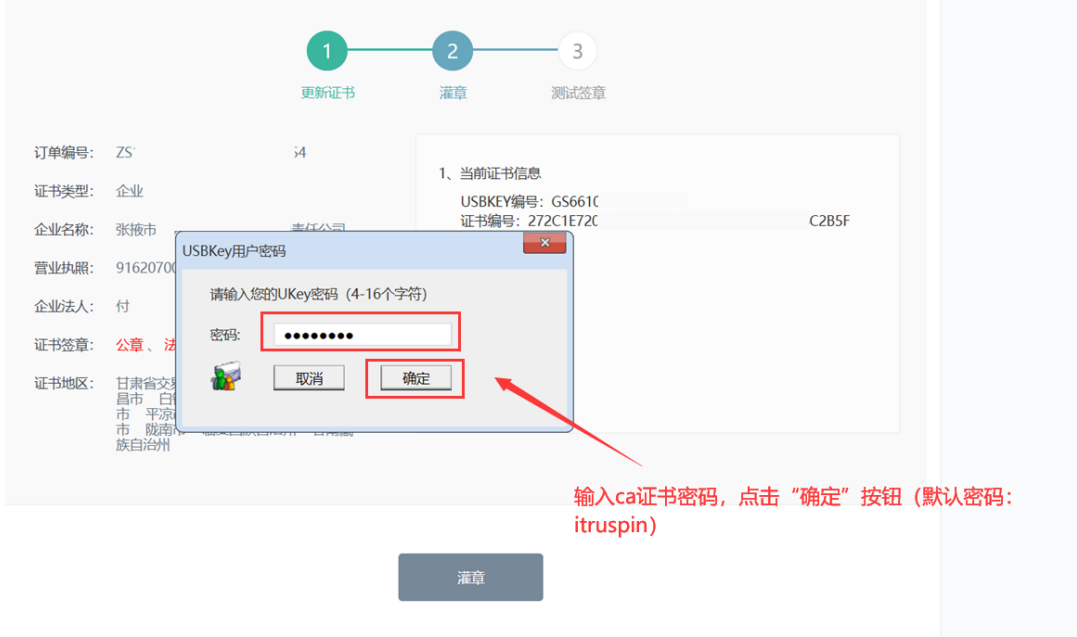 1 2 3
更新证书 灌章 测试签章
订单编号： ZS 54
证书类型： 企业
企业名称： 张掖市 责任公司
营业执照： 91620700
企业法人： 付
证书签章： 公章、法
证书地区： 甘肃省交
昌市 白
市 平凉
市 陇南市
族自治州
1、当前证书信息
USBKEY编号：GS6610
证书编号：272C1E720 C2B5F
USBKey用户密码
请输入您的UKey密码（4-16个字符）
密码： ●●●●●●●●
取消 确定
输入ca证书密码，点击“确定”按钮（默认密码：
itruspin）
灌章